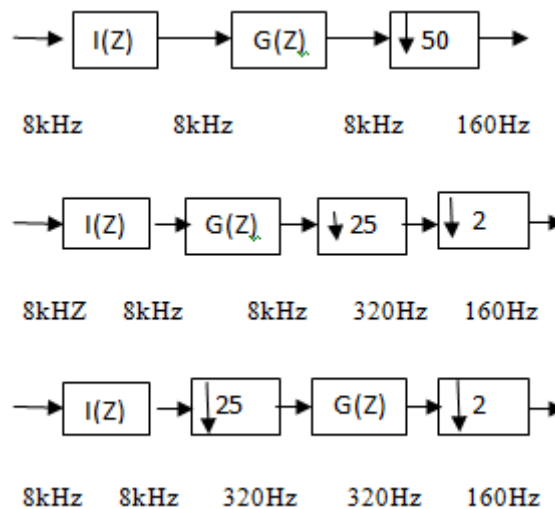 I(Z) G(Z) ↓ 50
8kHz 8kHz 8kHz 160Hz
I(Z) G(Z) ↓ 25 ↓ 2
8kHZ 8kHz 8kHz 320Hz 160Hz
I(Z) ↓ 25 G(Z) ↓ 2
8kHz 8kHz 320Hz 320Hz 160Hz